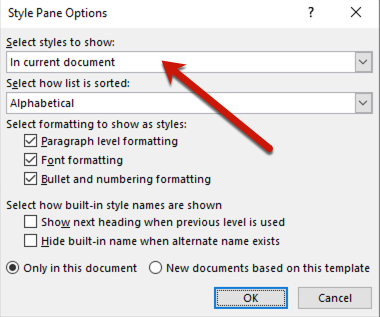 Style Pane Options ? ×
Select styles to show:
In current document
Select how list is sorted:
Alphabetical
Select formatting to show as styles:
Paragraph level formatting
Font formatting
Bullet and numbering formatting
Select how built-in style names are shown
Show next heading when previous level is used
Hide built-in name when alternate name exists
Only in this document New documents based on this template
OK Cancel